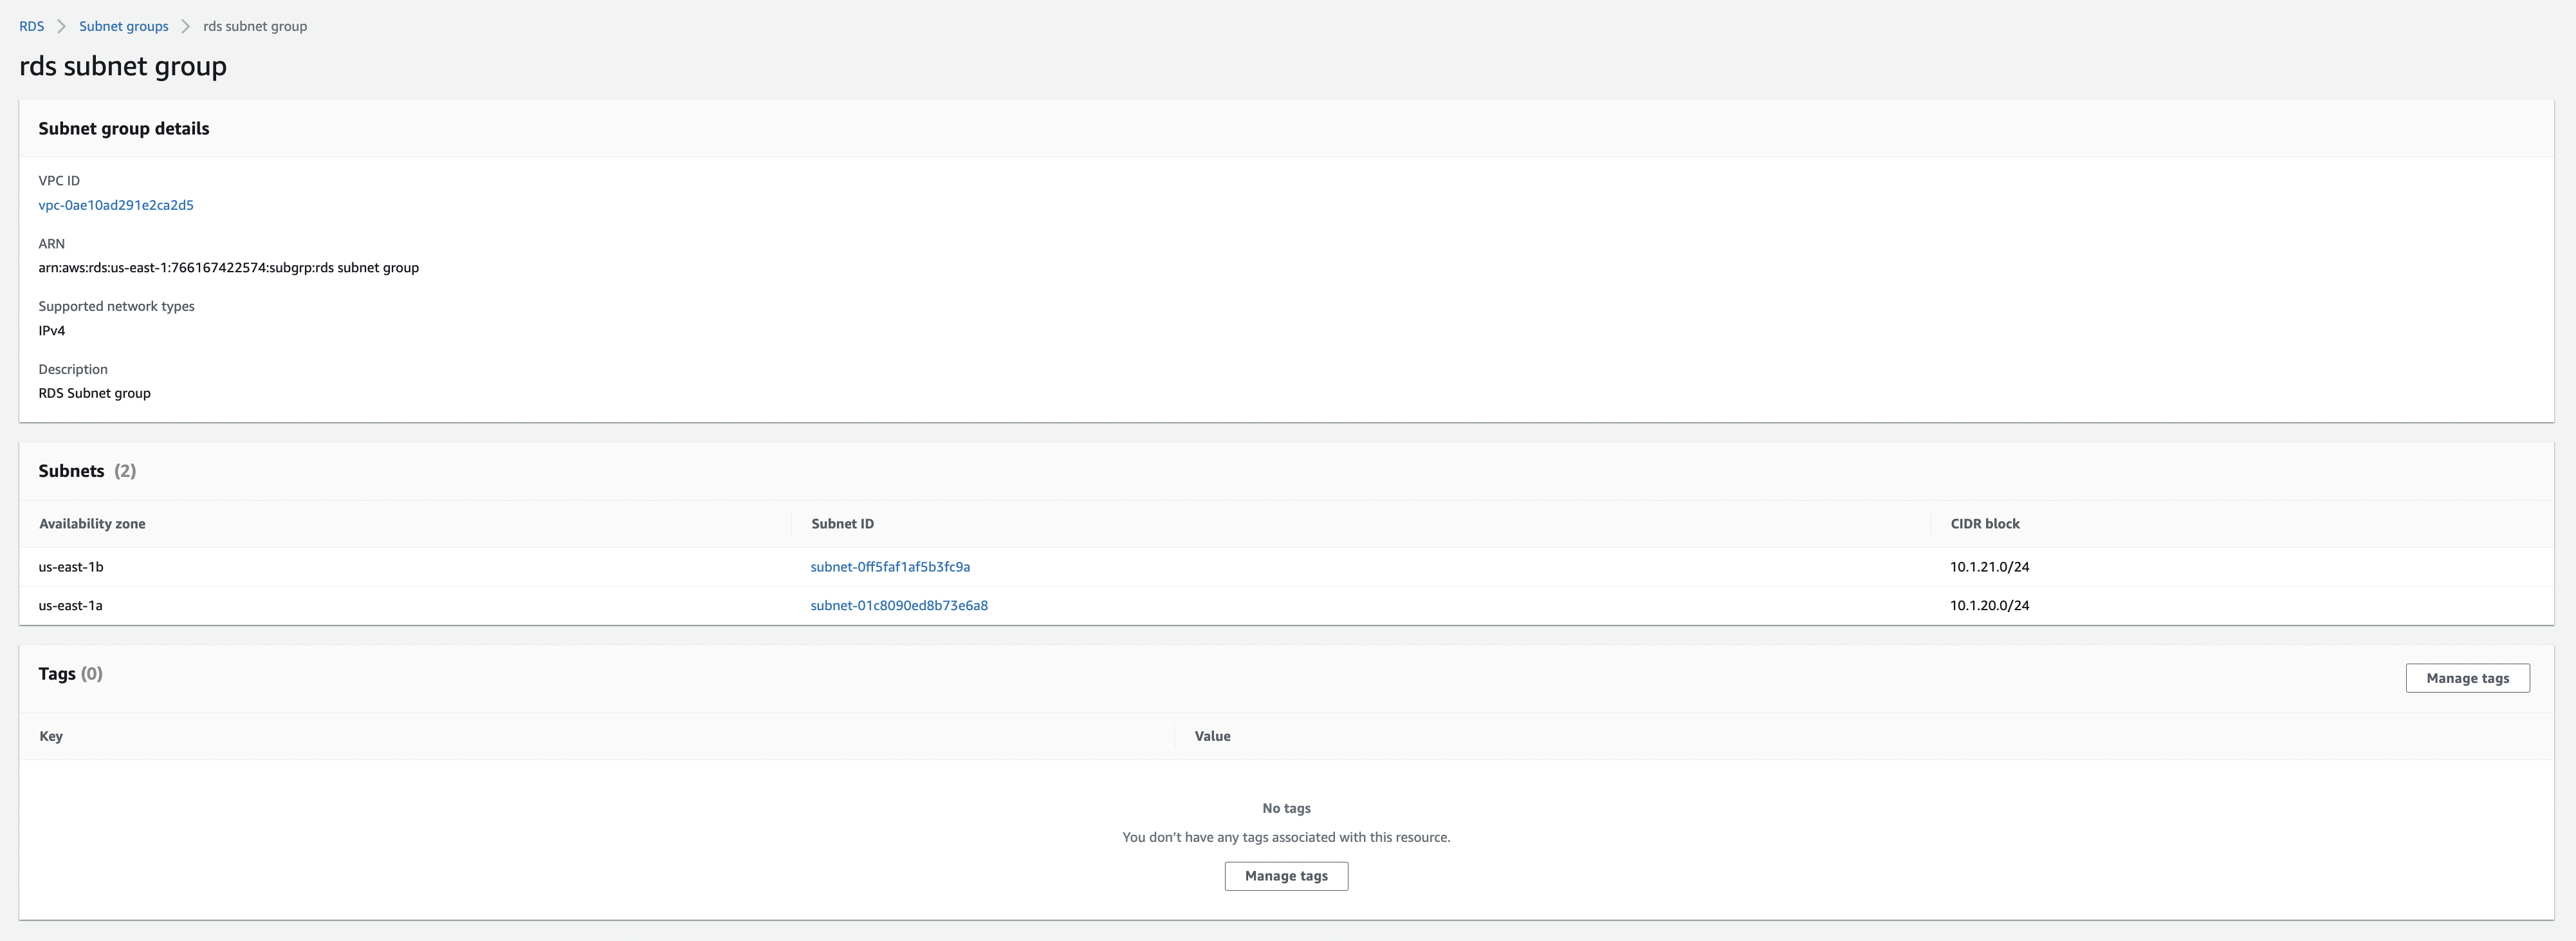 RDS > Subnet groups > rds subnet group
rds subnet group
Subnet group details
VPC ID
vpc-0ae10ad291e2ca2d5
ARN
arn:aws:rds:us-east-1:766167422574:subgrp:rds subnet group
Supported network types
IPv4
Description
RDS Subnet group
Subnets (2)
Availability zone Subnet ID CIDR block
us-east-1b subnet-0ff5faf1af5b3fc9a 10.1.21.0/24
us-east-1a subnet-01c8090ed8b73e6a8 10.1.20.0/24
Tags (0) Manage tags
Key Value
No tags
You don't have any tags associated with this resource.
Manage tags